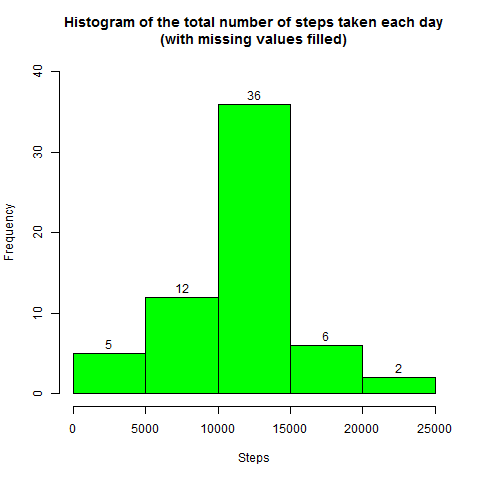 Histogram of the total number of steps taken each day
(with missing values filled)
Frequency
40
30
20
10
0
36
12
6
5
2
0 5000 10000 15000 20000 25000
Steps